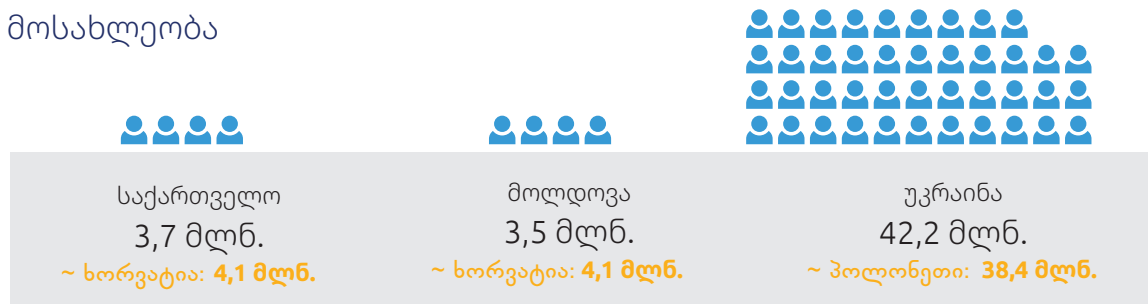 მოსახლეობა
საქართველო
3,7 მლნ.
~ ხორვატია: 4,1 მლნ.
მოლდოვა
3,5 მლნ.
~ ხორვატია: 4,1 მლნ.
უკრაინა
42,2 მლნ.
~ პოლონეთი: 38,4 მლნ.